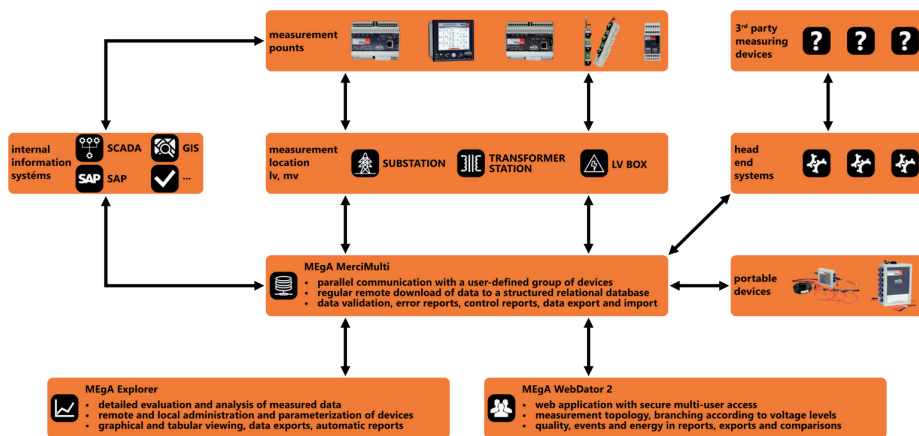 measurement
pounts
3rd party
measuring
devices
? ? ?
internal
information
systémś
SCADA
GIS
SAP
SAP
...
measurement
location
lv, mv
SUBSTATION
TRANSFORMER
STATION
LV BOX
head
end
systems
MEgA MerciMulti
• parallel communication with a user-defined group of devices
• regular remote download of data to a structured relational database
• data validation, error reports, control reports, data export and import
portable
devices
MEgA Explorer
• detailed evaluation and analysis of measured data
• remote and local administration and parameterization of devices
• graphical and tabular viewing, data exports, automatic reports
MEgA WebDator 2
• web application with secure multi-user access
• measurement topology, branching according to voltage levels
• quality, events and energy in reports, exports and comparisons